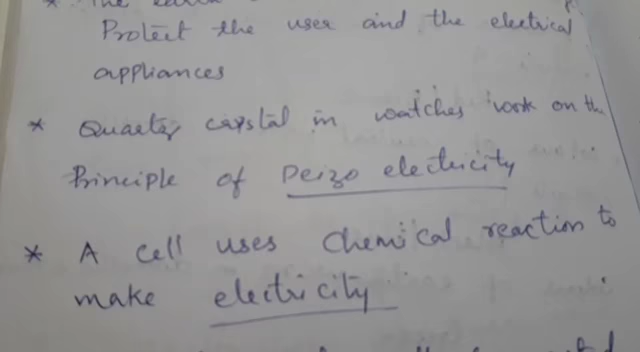 * The
Protect the user and the electrical
appliances
* Quartz crystal in watches work on the
Principle of Peizo electricity
* A cell uses Chemical reaction to
make electricity